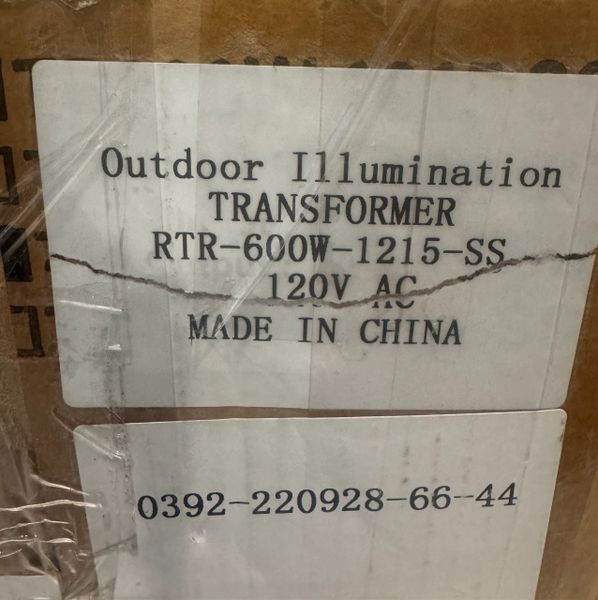 Outdoor Illumination
TRANSFORMER
RTR-600W-1215-SS
120V AC
MADE IN CHINA
0392-220928-66-44